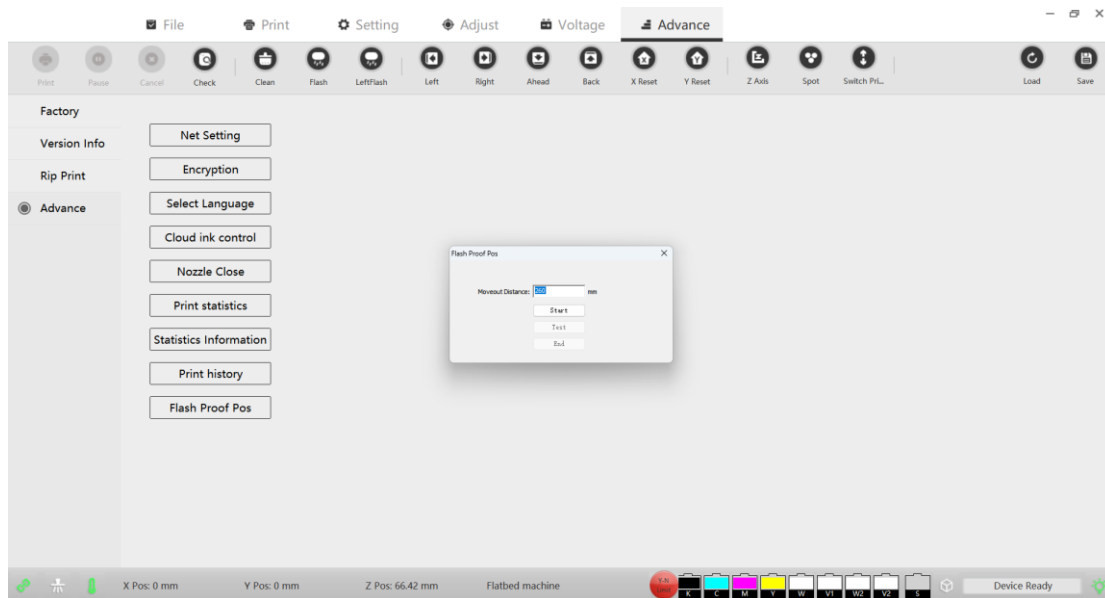 File Print Setting Adjust Voltage Advance
Print Pause Cancel Check Clean Flash LeftFlash Left Right Ahead Back X Reset Y Reset Z Axis Spot Switch Pri... Load Save
Factory
Version Info
Rip Print
Advance
Net Setting
Encryption
Select Language
Cloud ink control
Nozzle Close
Print statistics
Statistics Information
Print history
Flash Proof Pos
Flash Proof Pos
Moveout Distance: mm
Start
Test
End
X Pos: 0 mm Y Pos: 0 mm Z Pos: 66.42 mm Flatbed machine K C M Y W V1 W2 V2 S Device Ready